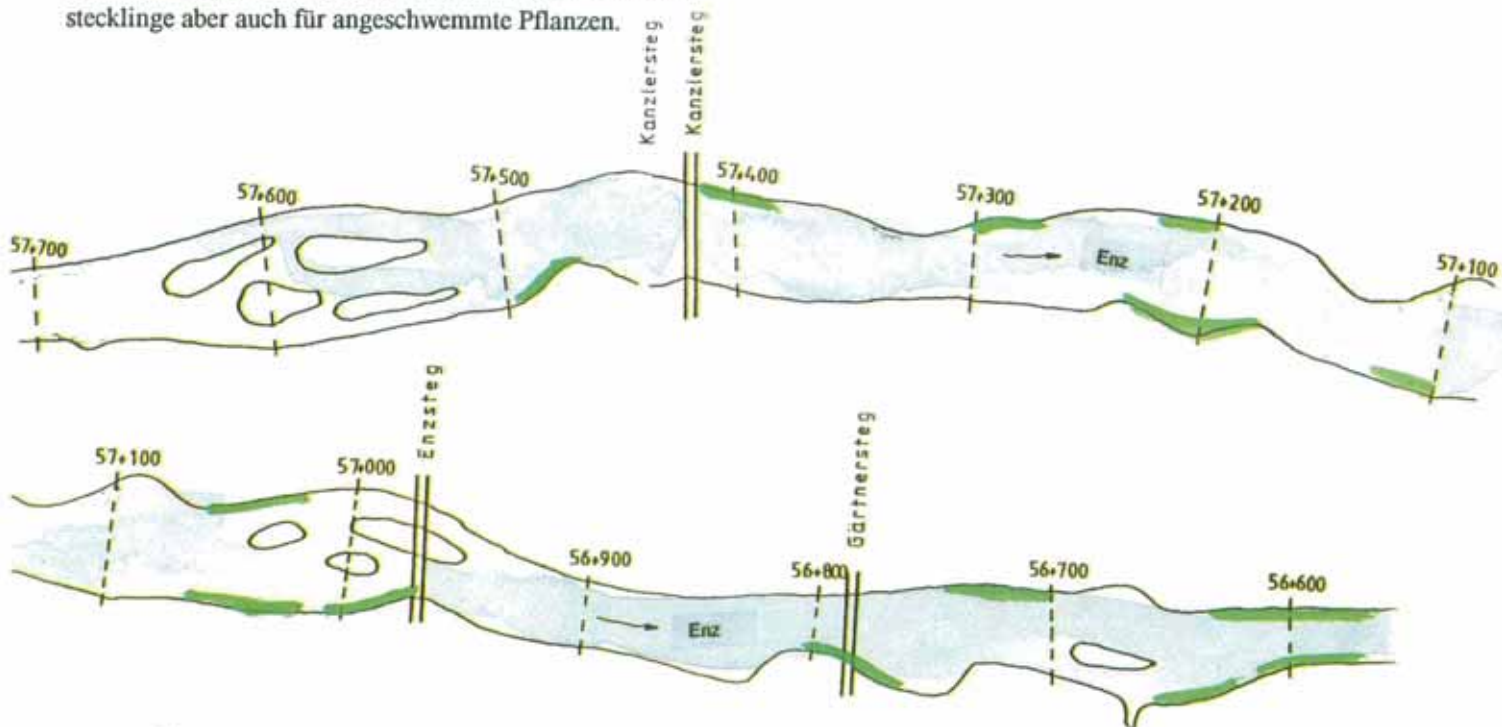 stecklinge aber auch für angeschwemmte Pflanzen.
Kanzlersteg
Kanzlersteg
57+700
57+600
57+500
57+400
57+300
57+200
57+100
Enz
Enzsteg
Gärtnersteg
57+100
57+000
56+900
56+800
56+700
56+600
Enz